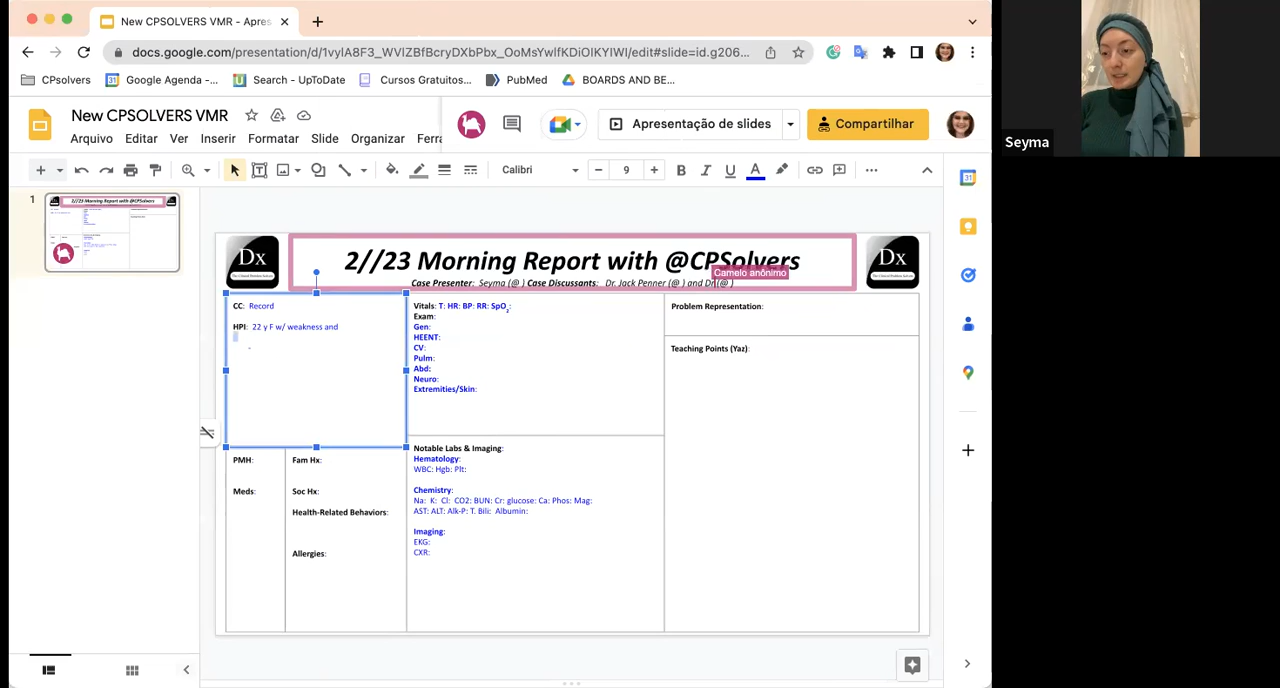 New CPSOLVERS VMR - Apres
docs.google.com/presentation/d/1vyIA8F3_WVIZBfBcryDXbPbx_OoMsYwlfKDiOIKYIWI/edit#slide=id.g206...
CPsolvers
Google Agenda -...
Search - UpToDate
Cursos Gratuitos...
PubMed
BOARDS AND BE...
New CPSOLVERS VMR
Arquivo Editar Ver Inserir Formatar Slide Organizar Ferra
Apresentação de slides
Compartilhar
Calibri
9
B I U A
1
Dx
2//23 Morning Report with @CPSolvers
Camelo anônimo
Case Presenter: Seyma (@ ) Case Discussants: Dr. Jack Penner (@ ) and Dr(@ )
Dx
CC: Record
HPI: 22 y F w/ weakness and
PMH:
Meds:
Fam Hx:
Soc Hx:
Health-Related Behaviors:
Allergies:
Vitals: T: HR: BP: RR: SpO2:
Exam:
Gen:
HEENT:
CV:
Pulm:
Abd:
Neuro:
Extremities/Skin:
Notable Labs & Imaging:
Hematology:
WBC: Hgb: Plt:
Chemistry:
Na: K: Cl: CO2: BUN: Cr: glucose: Ca: Phos: Mag:
AST: ALT: Alk-P: T. Bili: Albumin:
Imaging:
EKG:
CXR:
Problem Representation:
Teaching Points (Yaz):
Seyma